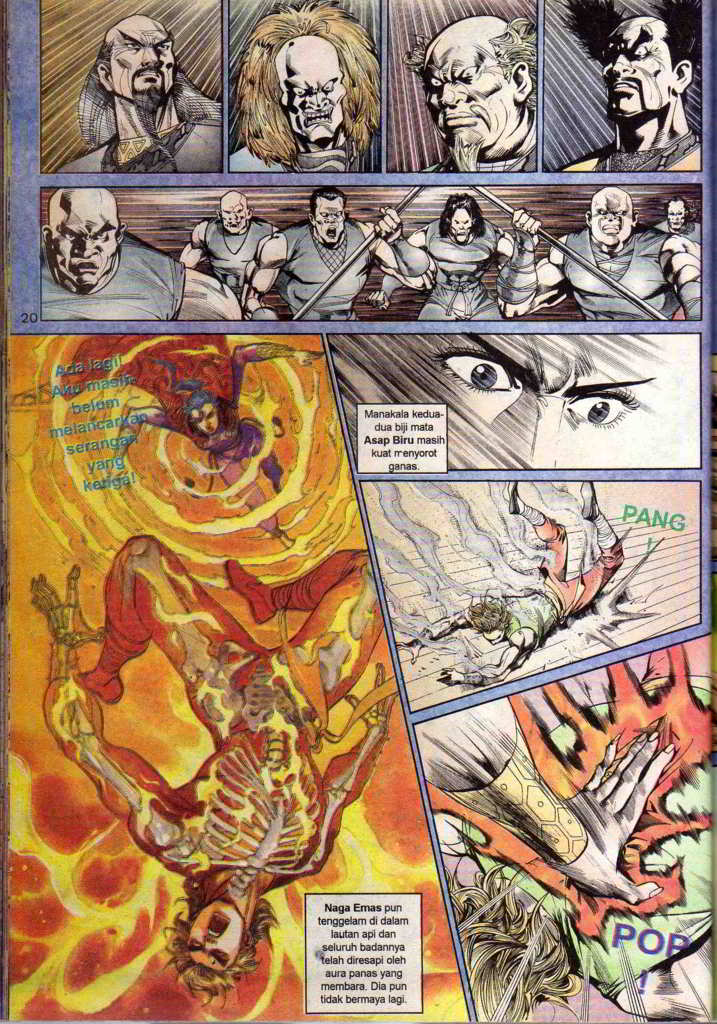 20
Ada lagi!
Aku masih
belum
melancarkan
serangan
yang
ketiga!
Manakala kedua-
dua biji mata
Asap Biru masih
kuat menyorot
ganas.
PANG
!
Naga Emas pun
tenggelam di dalam
lautan api dan
seluruh badannya
telah diresapi oleh
aura panas yang
membara. Dia pun
tidak bermaya lagi.
POP
!